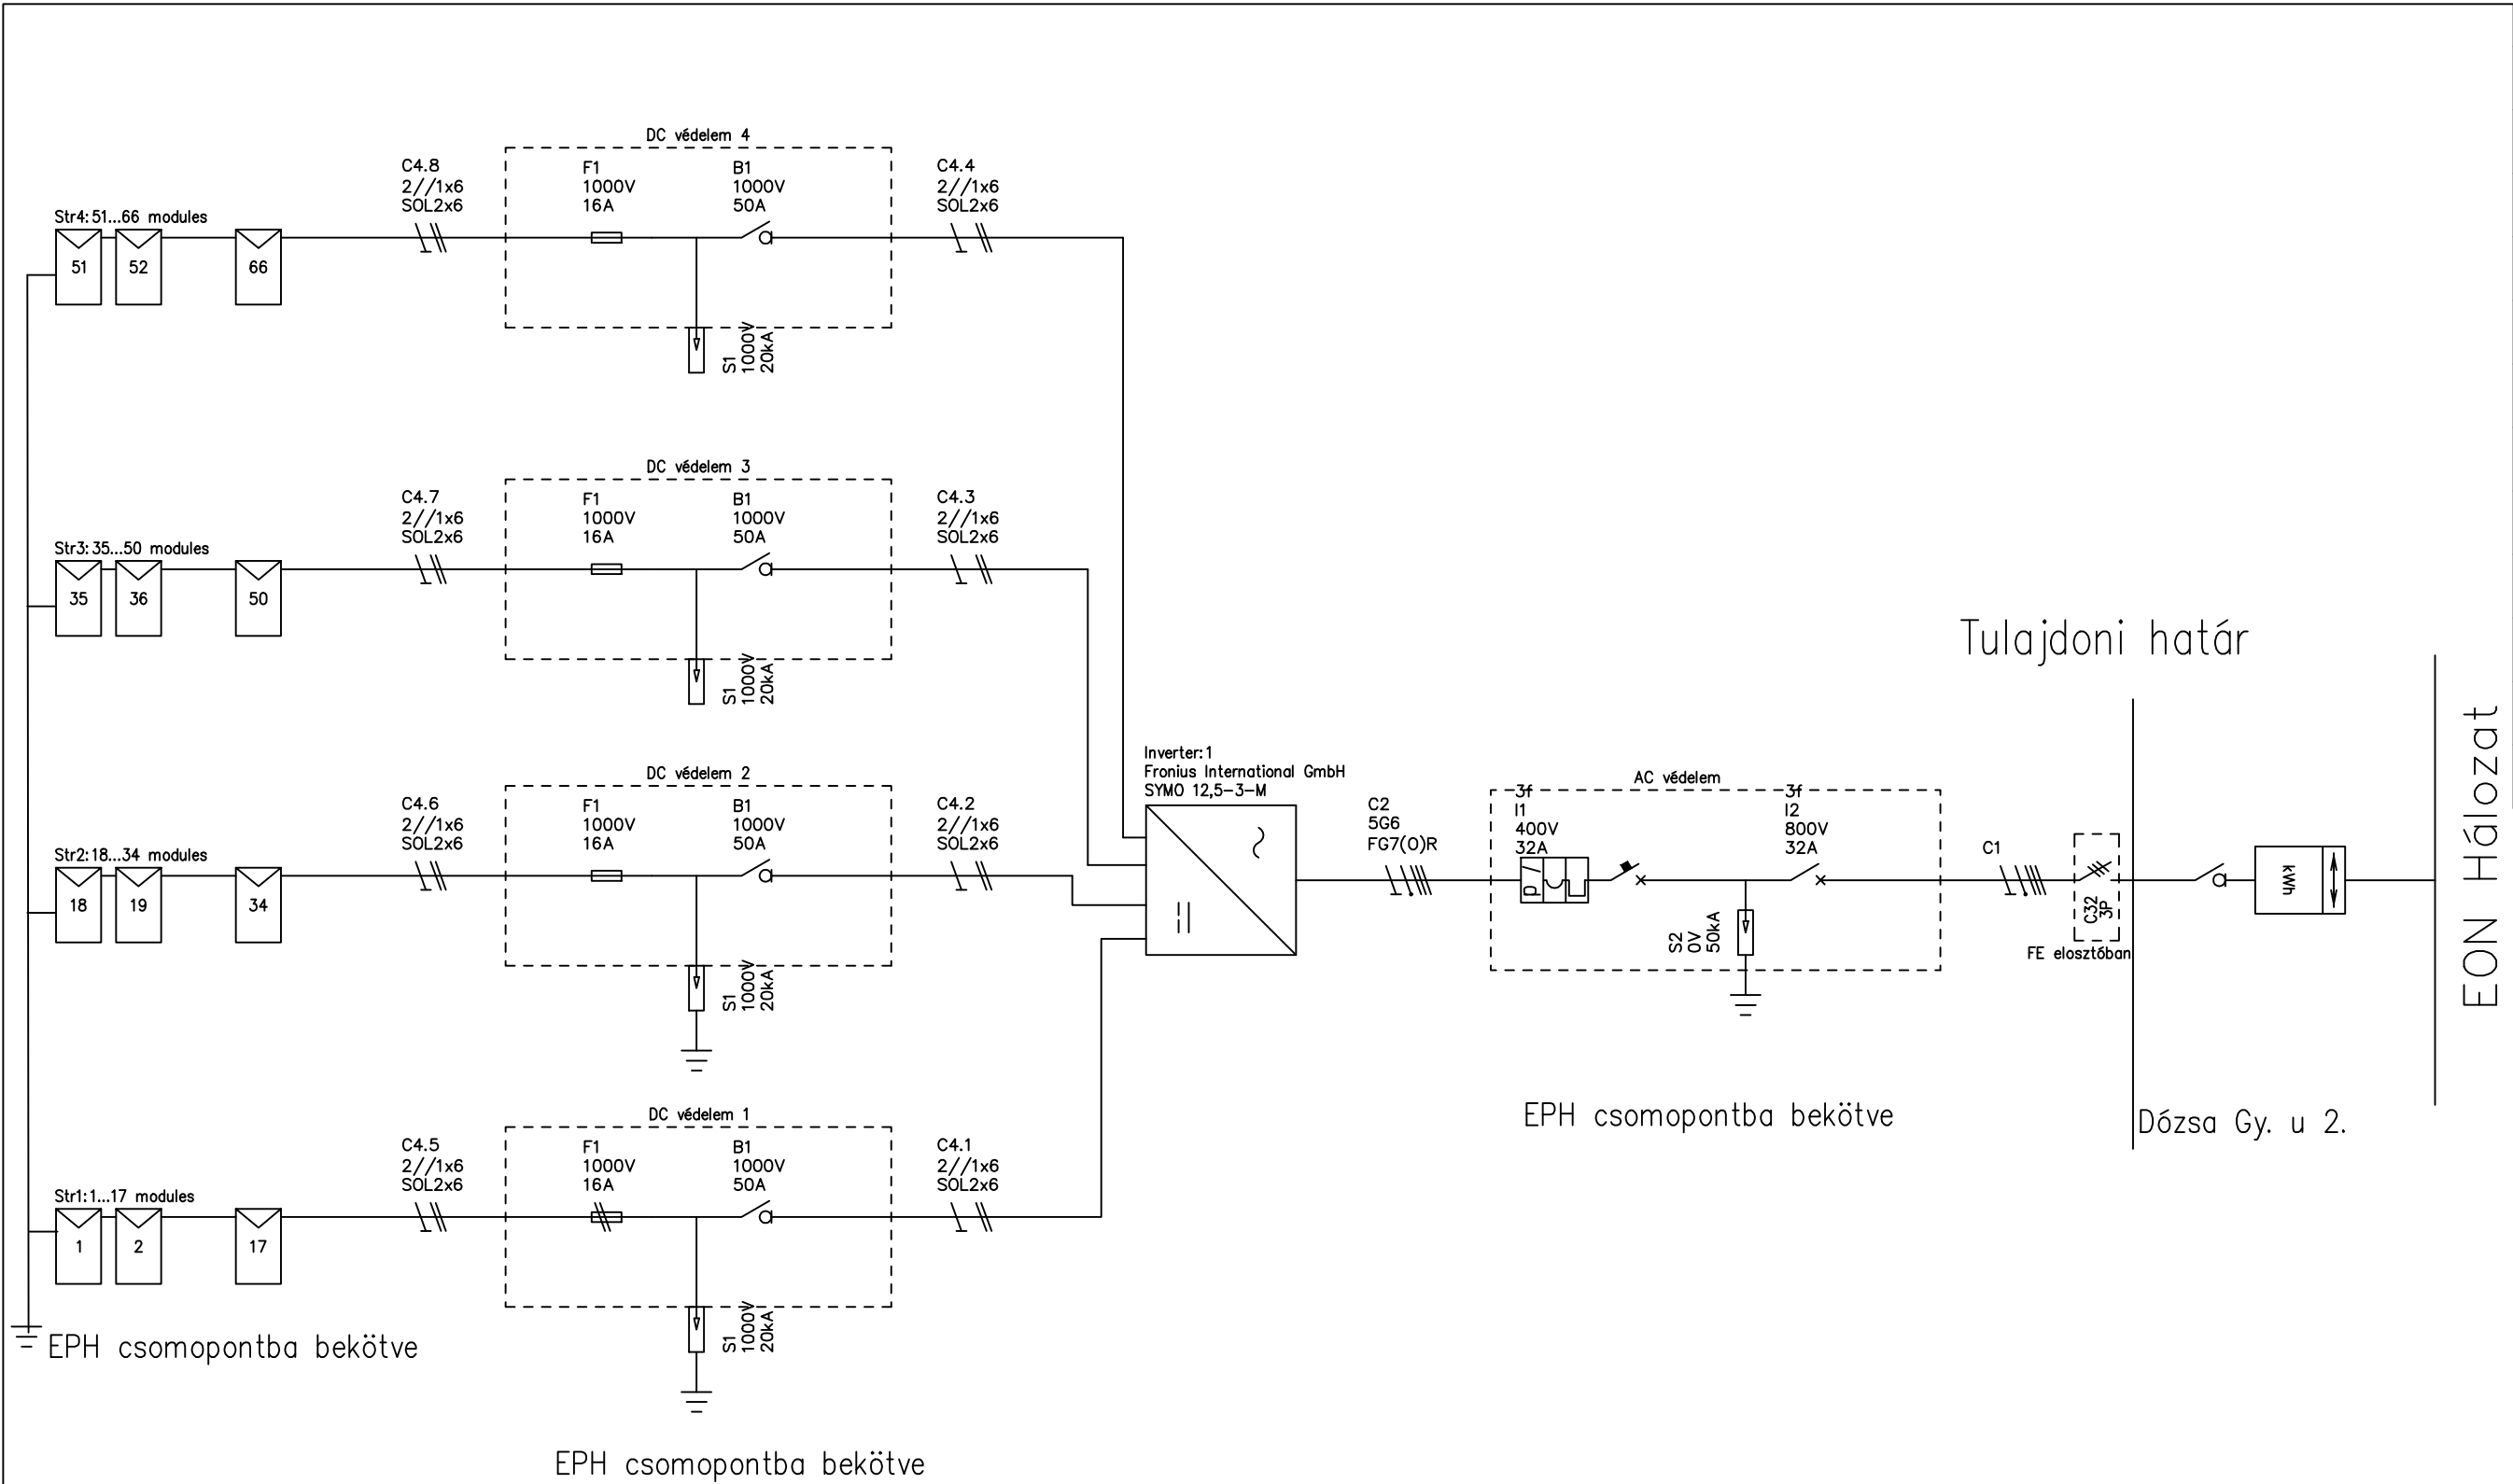 DC védelem 4
C4.8
2//1x6
SOL2x6
F1
1000V
16A
B1
1000V
50A
C4.4
2//1x6
SOL2x6
Str4:51...66 modules
51
52
66
S1
1000V
20kA
DC védelem 3
C4.7
2//1x6
SOL2x6
F1
1000V
16A
B1
1000V
50A
C4.3
2//1x6
SOL2x6
Str3:35...50 modules
35
36
50
S1
1000V
20kA
DC védelem 2
C4.6
2//1x6
SOL2x6
F1
1000V
16A
B1
1000V
50A
C4.2
2//1x6
SOL2x6
Str2:18...34 modules
18
19
34
S1
1000V
20kA
DC védelem 1
C4.5
2//1x6
SOL2x6
F1
1000V
16A
B1
1000V
50A
C4.1
2//1x6
SOL2x6
Str1:1...17 modules
1
2
17
S1
1000V
20kA
EPH csomopontba bekötve
EPH csomopontba bekötve
Inverter:1
Fronius International GmbH
SYMO 12,5-3-M
C2
5G6
FG7(O)R
AC védelem
3f
I1
400V
32A
p /
3f
I2
800V
32A
S2
0V
50kA
EPH csomopontba bekötve
C1
C32
3P
FE elosztóban
Tulajdoni határ
kWh
Dózsa Gy. u 2.
EON Hálozat